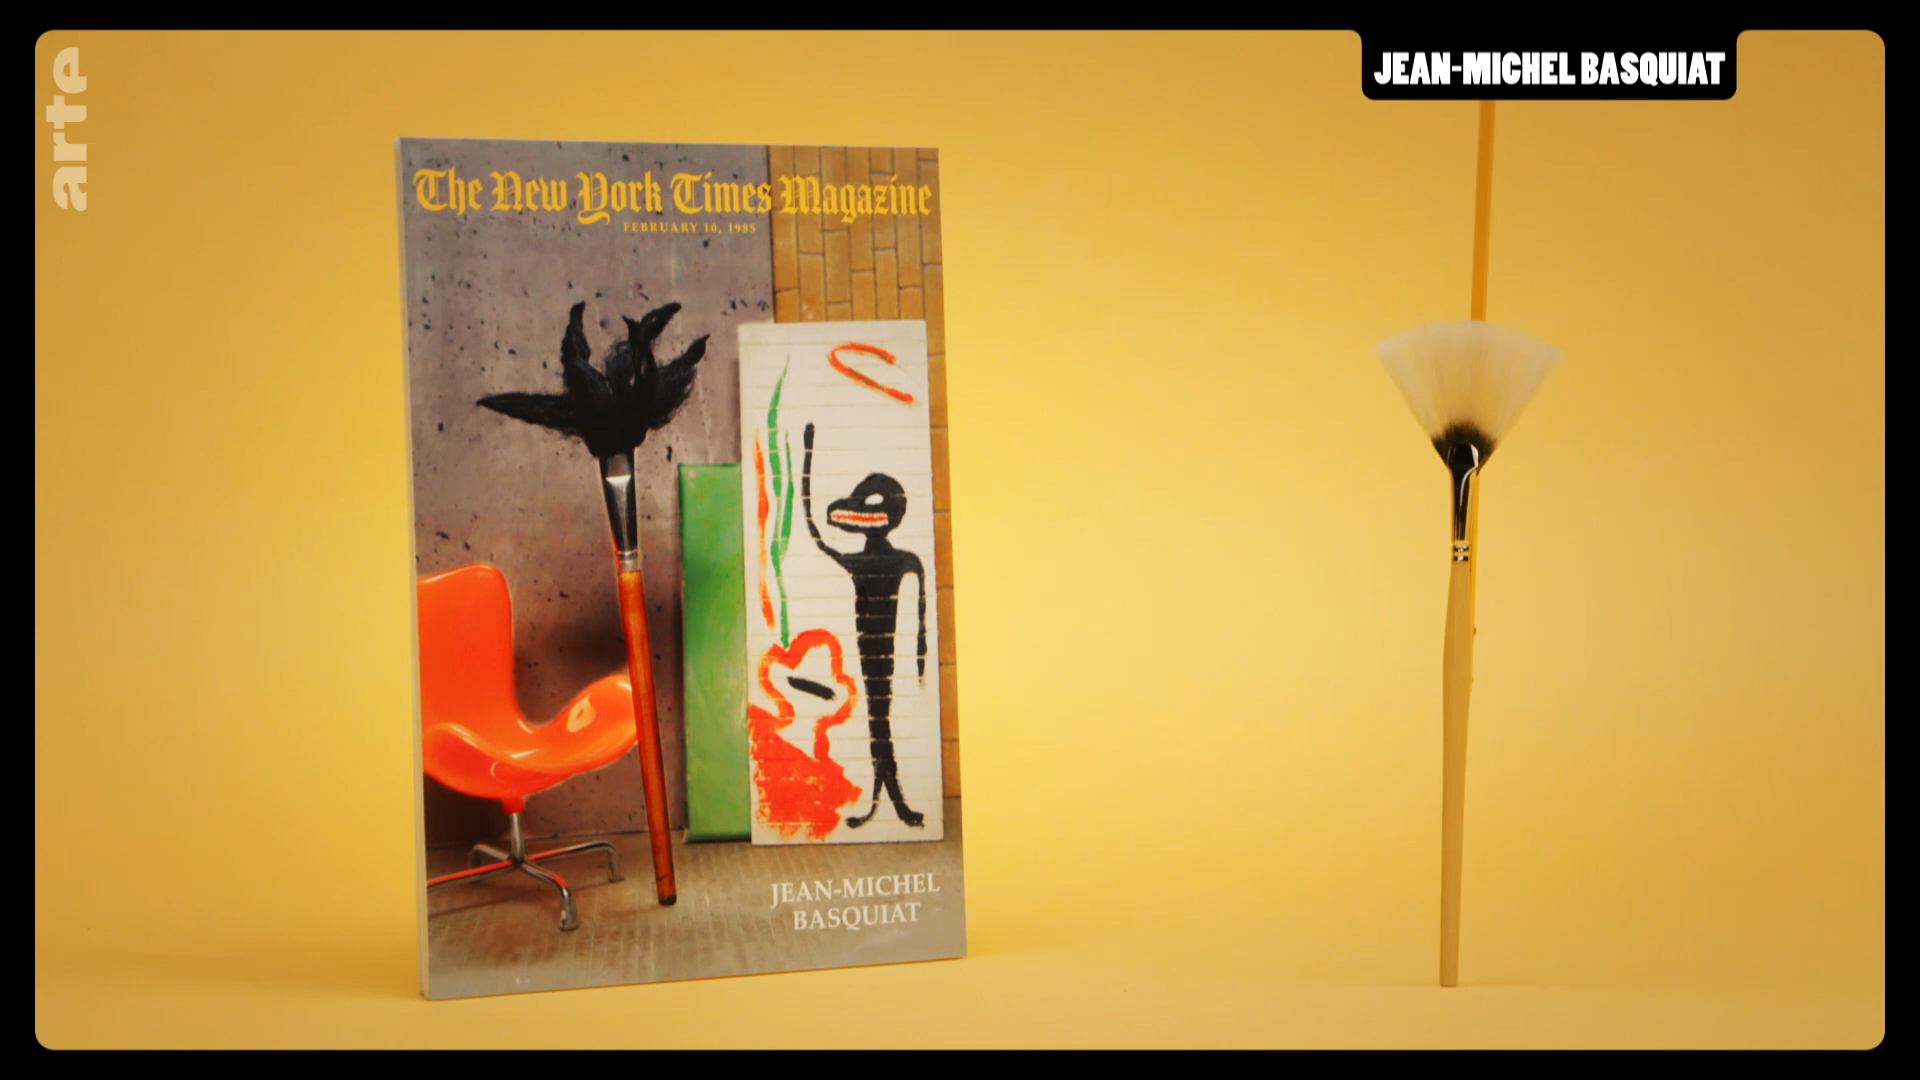 arte
JEAN-MICHEL BASQUIAT
The New York Times Magazine
FEBRUARY 10, 1985
JEAN-MICHEL
BASQUIAT